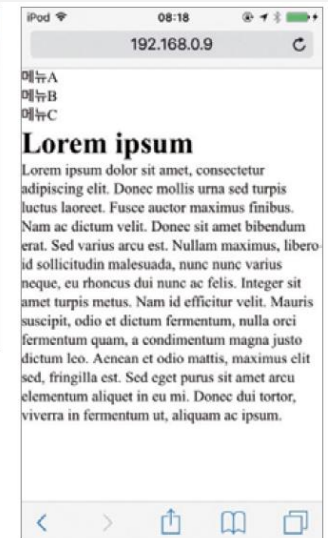 iPod 08:18
192.168.0.9
메뉴A
메뉴B
메뉴C
Lorem ipsum
Lorem ipsum dolor sit amet, consectetur
adipiscing elit. Donec mollis urna sed turpis
luctus laoreet. Fusce auctor maximus finibus.
Nam ac dictum velit. Donec sit amet bibendum
erat. Sed varius arcu est. Nullam maximus, libero
id sollicitudin malesuada, nunc nunc varius
neque, eu rhoncus dui nunc ac felis. Integer sit
amet turpis metus. Nam id efficitur velit. Mauris
suscipit, odio et dictum fermentum, nulla orci
fermentum quam, a condimentum magna justo
dictum leo. Aenean et odio mattis, maximus elit
sed, fringilla est. Sed eget purus sit amet arcu
elementum aliquet in eu mi. Donec dui tortor,
viverra in fermentum ut, aliquam ac ipsum.